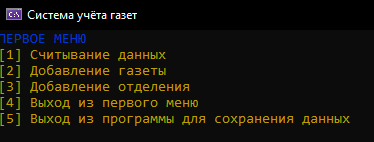 Система учёта газет
ПЕРВОЕ МЕНЮ
[1] Считывание данных
[2] Добавление газеты
[3] Добавление отделения
[4] Выход из первого меню
[5] Выход из программы для сохранения данных